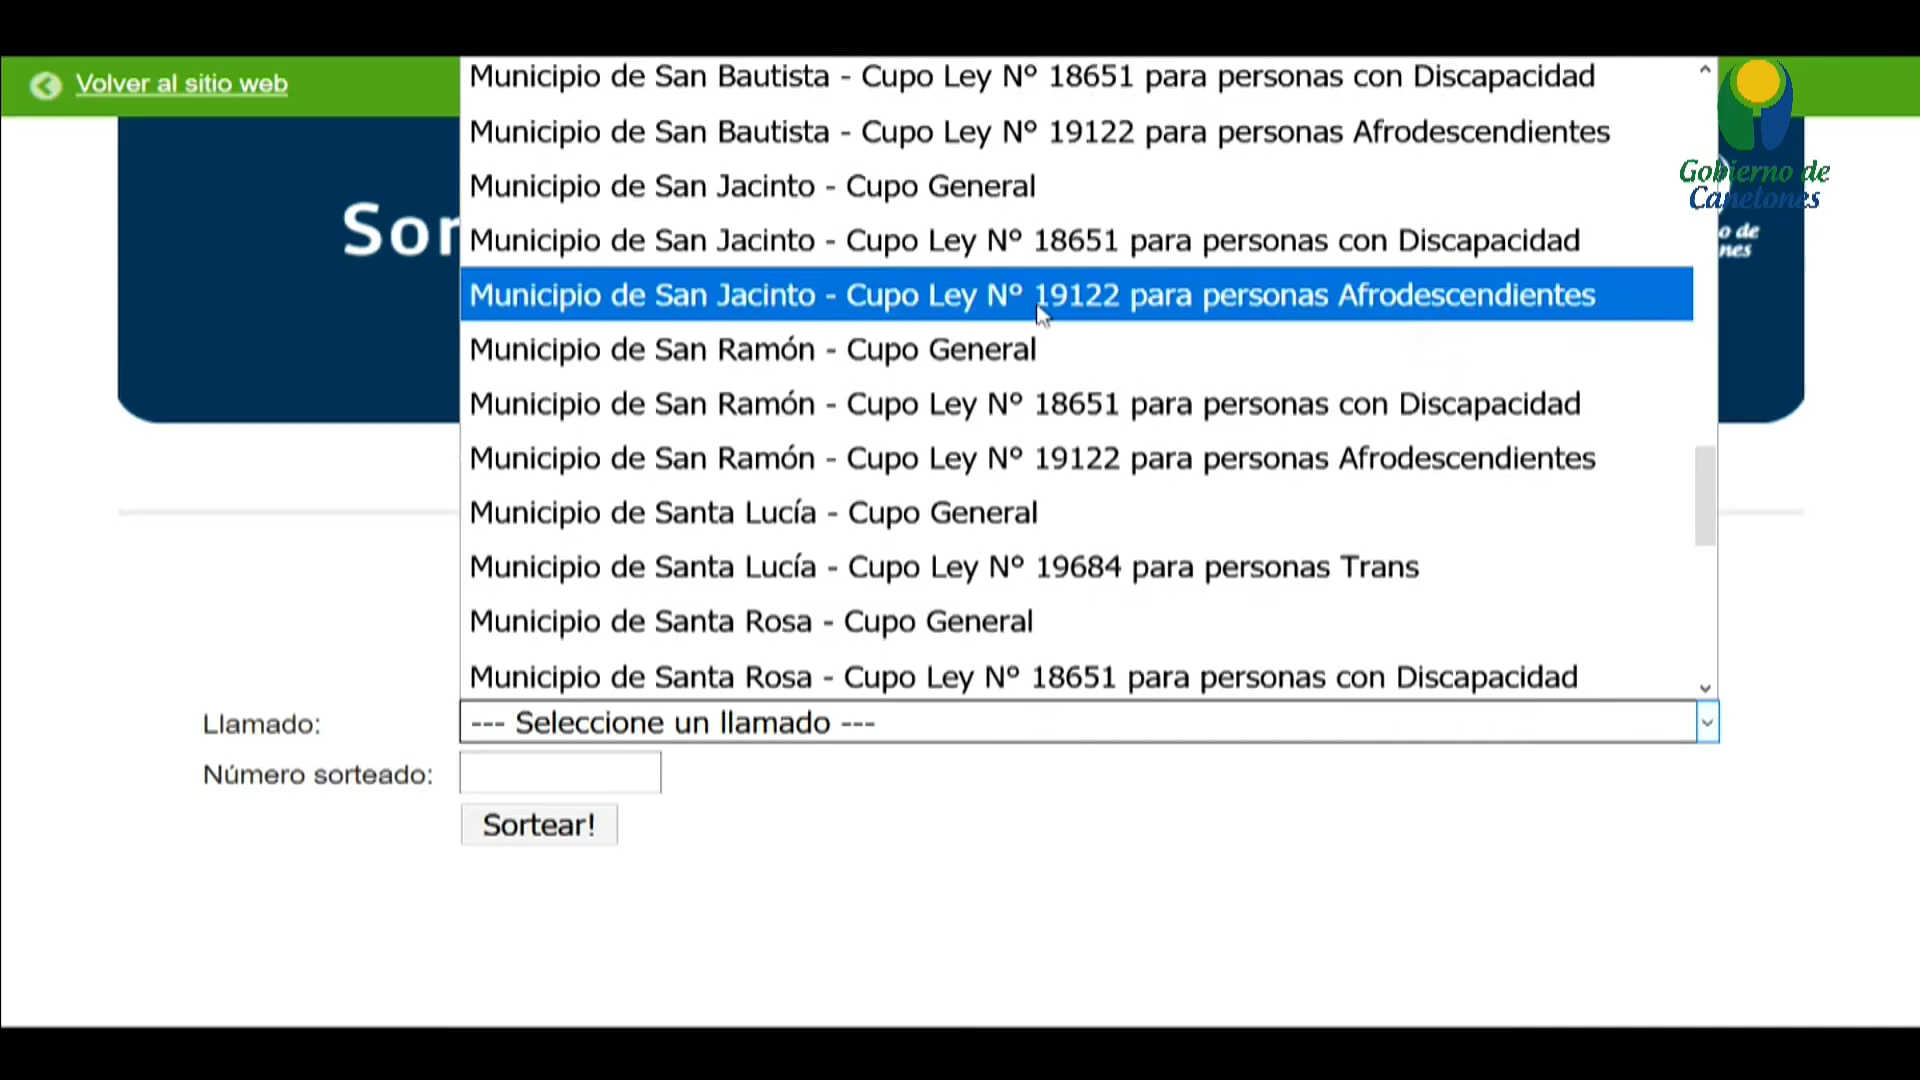 Volver al sitio web
Municipio de San Bautista - Cupo Ley Nº 18651 para personas con Discapacidad
Municipio de San Bautista - Cupo Ley Nº 19122 para personas Afrodescendientes
Municipio de San Jacinto - Cupo General
Municipio de San Jacinto - Cupo Ley Nº 18651 para personas con Discapacidad
Municipio de San Jacinto - Cupo Ley Nº 19122 para personas Afrodescendientes
Municipio de San Ramón - Cupo General
Municipio de San Ramón - Cupo Ley Nº 18651 para personas con Discapacidad
Municipio de San Ramón - Cupo Ley Nº 19122 para personas Afrodescendientes
Municipio de Santa Lucía - Cupo General
Municipio de Santa Lucía - Cupo Ley Nº 19684 para personas Trans
Municipio de Santa Rosa - Cupo General
Municipio de Santa Rosa - Cupo Ley Nº 18651 para personas con Discapacidad
Gobierno de
Canelones
o de
nes
Sor
Llamado:
--- Seleccione un llamado ---
Número sorteado:
Sortear!